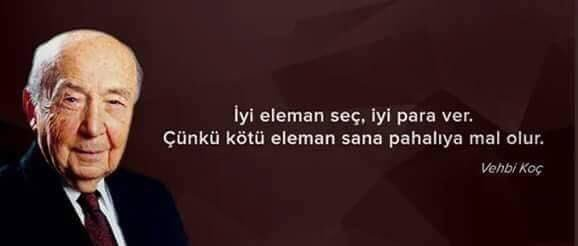 İyi eleman seç, iyi para ver.
Çünkü kötü eleman sana pahalıya mal olur.
Vehbi Koç